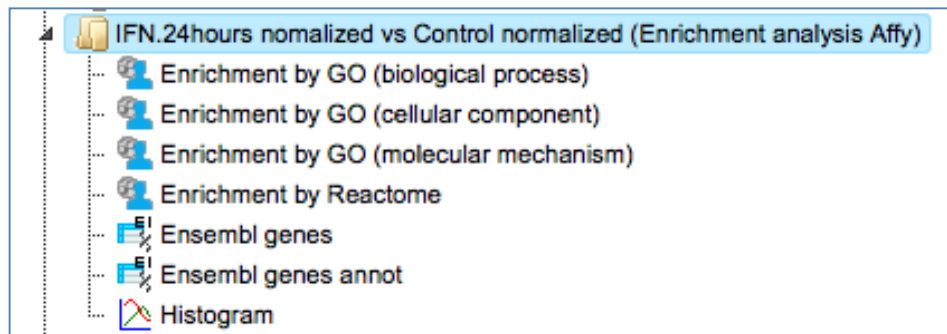 IFN.24hours nomalized vs Control normalized (Enrichment analysis Affy)
Enrichment by GO (biological process)
Enrichment by GO (cellular component)
Enrichment by GO (molecular mechanism)
Enrichment by Reactome
Ensembl genes
Ensembl genes annot
Histogram